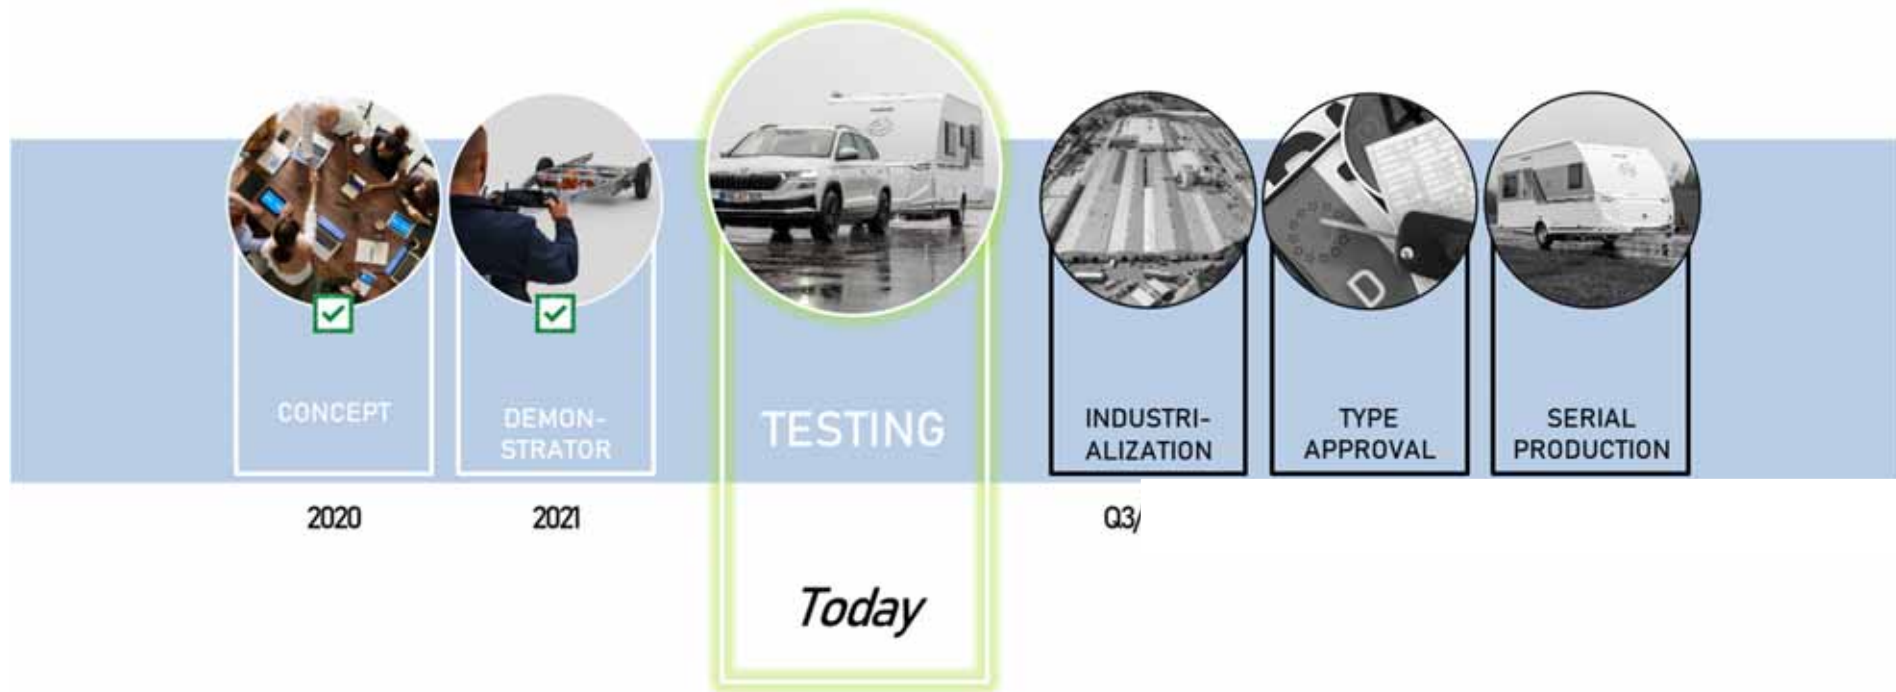 CONCEPT
DEMON-
STRATOR
TESTING
INDUSTRI-
ALIZATION
TYPE
APPROVAL
SERIAL
PRODUCTION
2020
2021
Q3/
Today
D